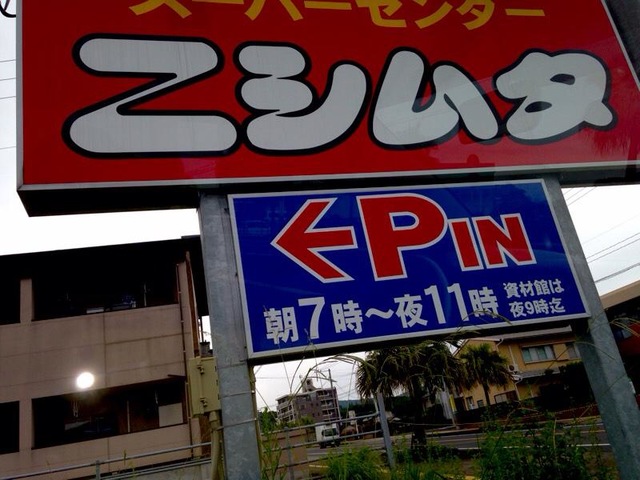 スーパーセンター
ニシムタ
←PIN
朝7時～夜11時
資材館は
夜9時迄